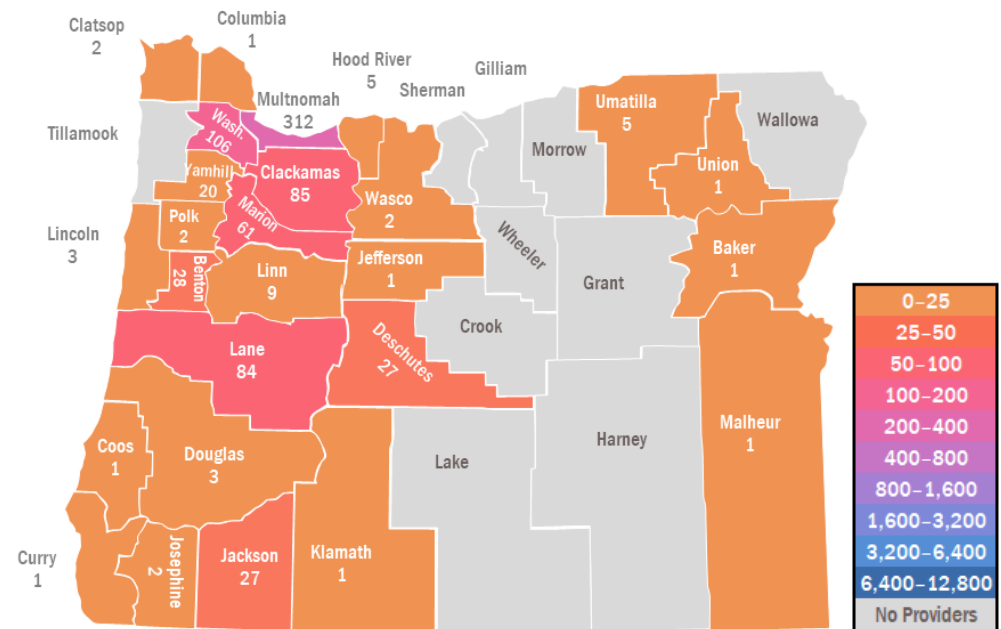 Clatsop
2
Columbia
1
Hood River
5
Gilliam
Sherman
Multnomah
312
Tillamook
Wash.
106
Umatilla
5
Wallowa
Morrow
Union
1
Yamhill
20
Clackamas
85
Wasco
2
Marion
61
Polk
2
Lincoln
3
Wheeler
Baker
1
Jefferson
1
Benton
28
Linn
9
Grant
Crook
Deschutes
27
Lane
84
Malheur
1
Harney
Coos
1
Douglas
3
Lake
Curry
1
Josephine
2
Jackson
27
Klamath
1
0–25
25–50
50–100
100–200
200–400
400–800
800–1,600
1,600–3,200
3,200–6,400
6,400–12,800
No Providers